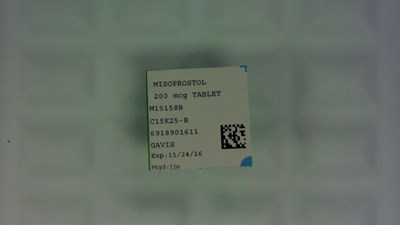 MISOPROSTOL
200 mcg TABLET
M15158B
C15K25-B
6918901611
GAVIS
Exp:11/24/16